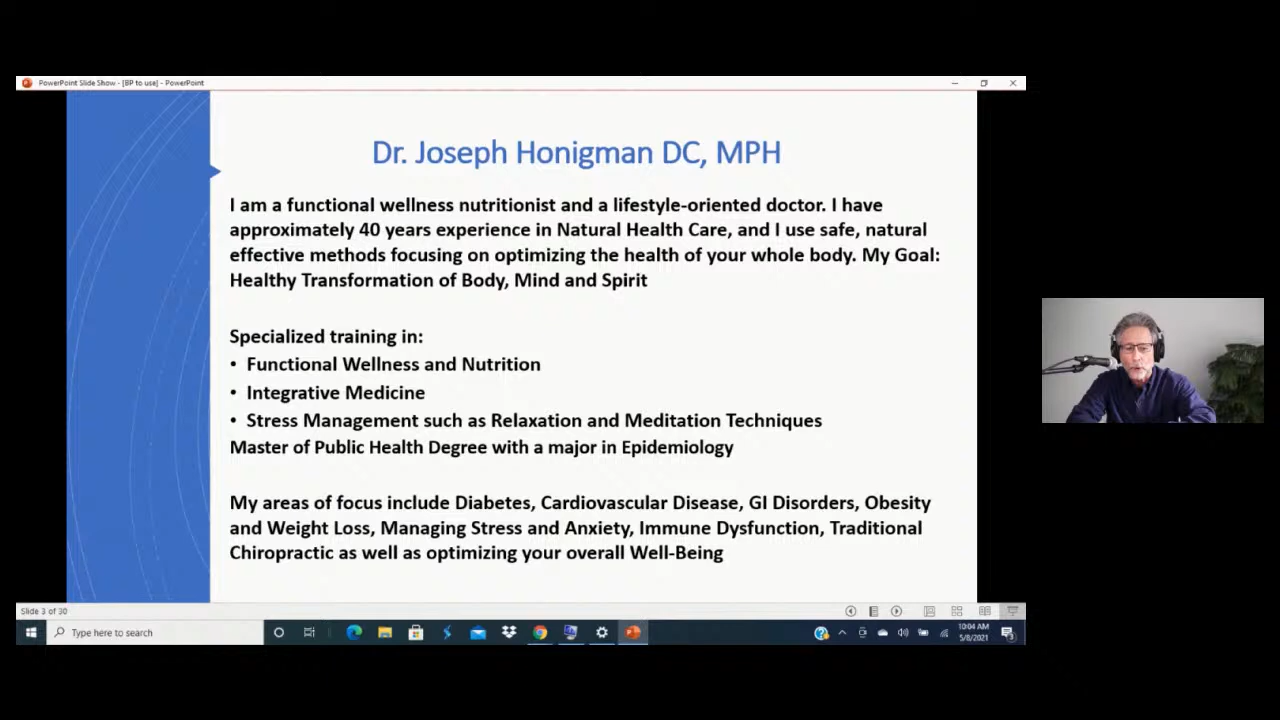 PowerPoint Slide Show - [BP to use] - PowerPoint
Dr. Joseph Honigman DC, MPH
I am a functional wellness nutritionist and a lifestyle-oriented doctor. I have
approximately 40 years experience in Natural Health Care, and I use safe, natural
effective methods focusing on optimizing the health of your whole body. My Goal:
Healthy Transformation of Body, Mind and Spirit
Specialized training in:
• Functional Wellness and Nutrition
• Integrative Medicine
• Stress Management such as Relaxation and Meditation Techniques
Master of Public Health Degree with a major in Epidemiology
My areas of focus include Diabetes, Cardiovascular Disease, GI Disorders, Obesity
and Weight Loss, Managing Stress and Anxiety, Immune Dysfunction, Traditional
Chiropractic as well as optimizing your overall Well-Being
Slide 3 of 30
Type here to search
10:04 AM
5/8/2021